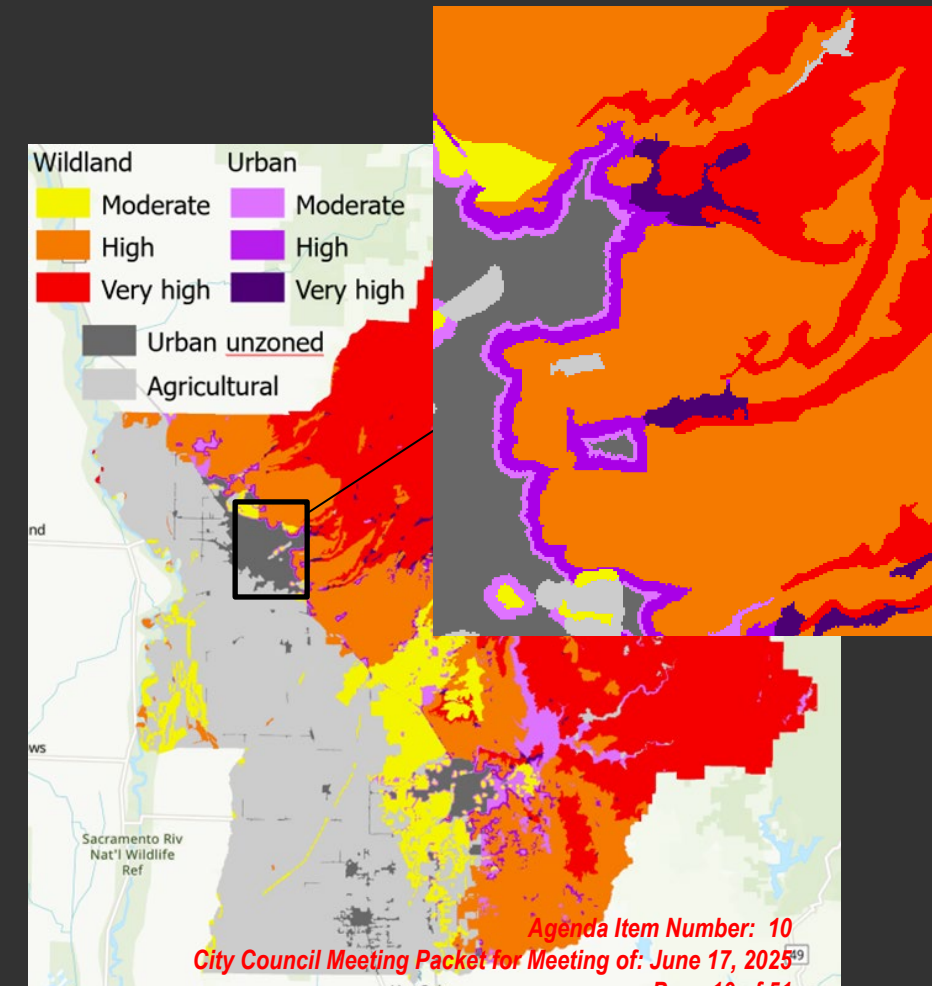 Wildland Urban
Moderate Moderate
High High
Very high Very high
Urban unzoned
Agricultural
nd
ws
Sacramento Riv
Nat'l Wildlife
Ref
Agenda Item Number: 10
City Council Meeting Packet for Meeting of: June 17, 2025
49